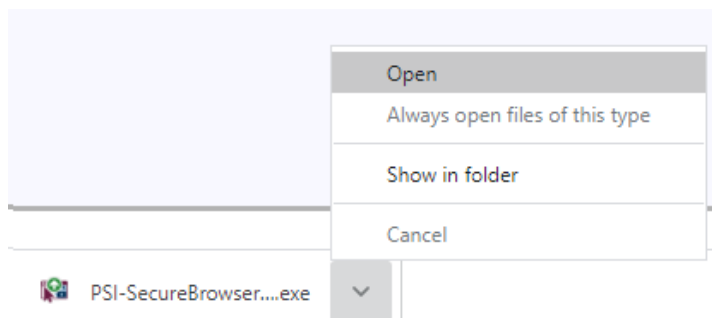 Open
Always open files of this type
Show in folder
Cancel
PSI-SecureBrowser....exe